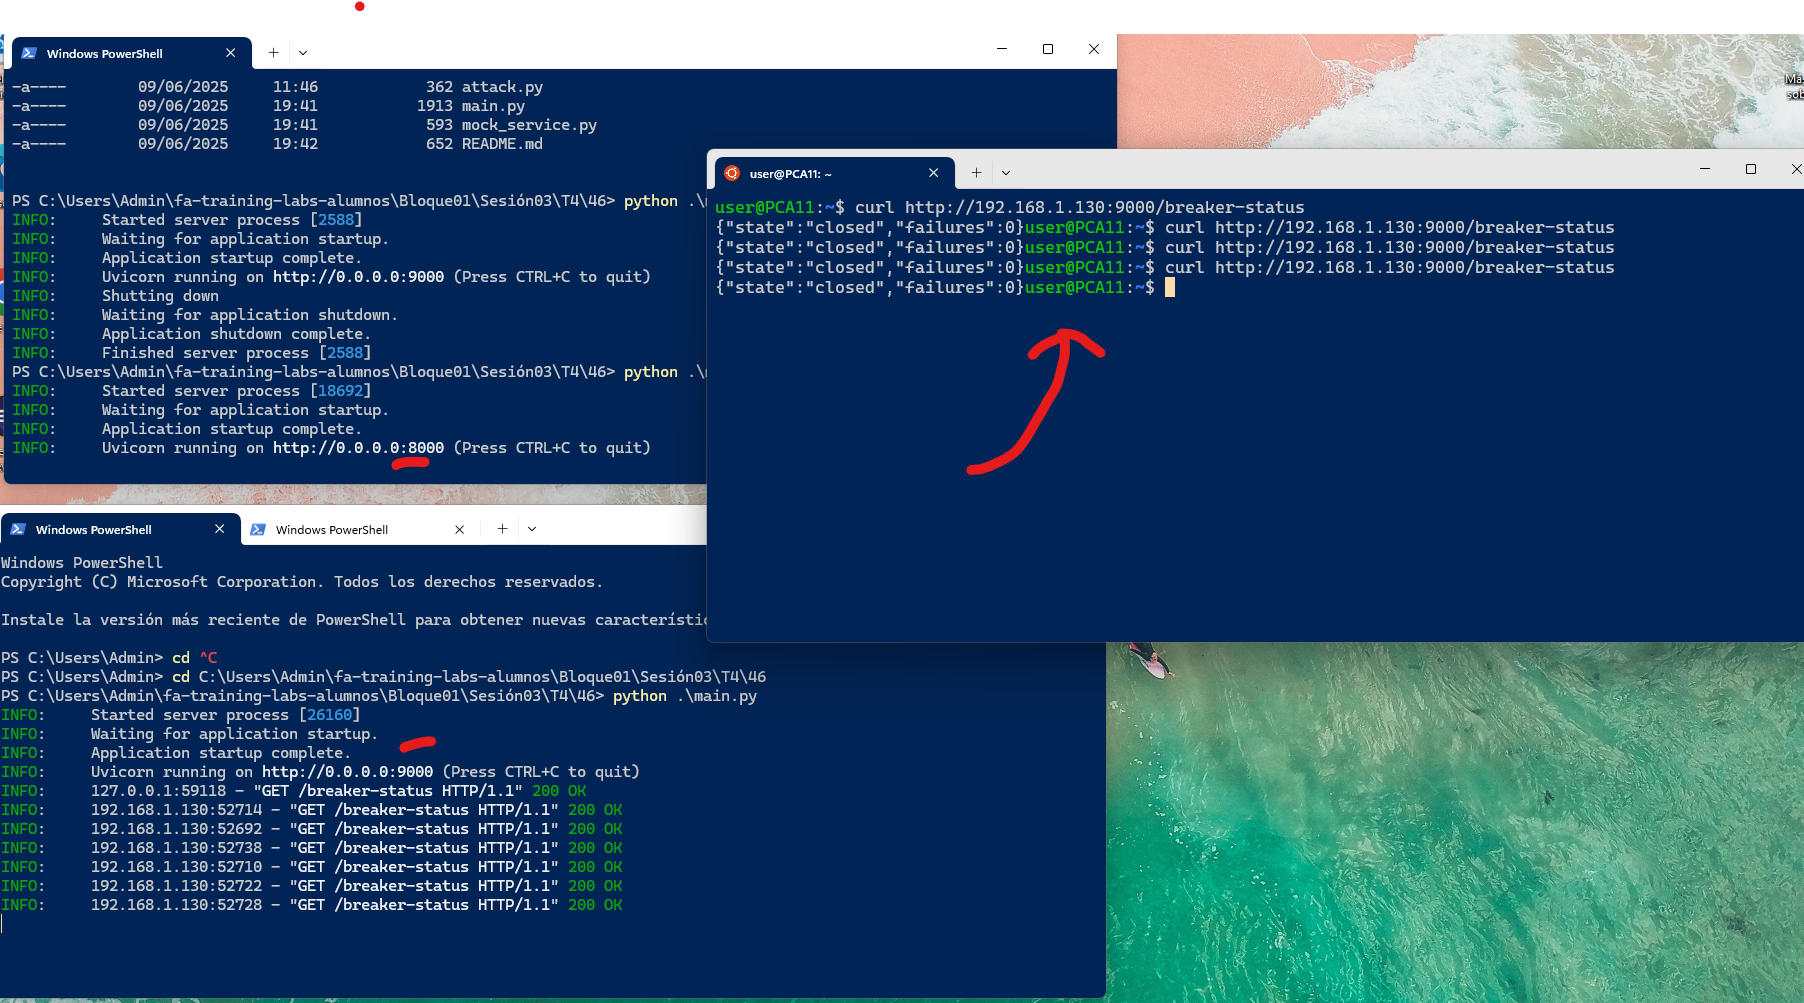 Windows PowerShell
-a---- 09/06/2025 11:46 362 attack.py
-a---- 09/06/2025 19:41 1913 main.py
-a---- 09/06/2025 19:41 593 mock_service.py
-a---- 09/06/2025 19:42 652 README.md
PS C:\Users\Admin\fa-training-labs-alumnos\Bloque01\Sesión03\T4\46> python .\
INFO: Started server process [2588]
INFO: Waiting for application startup.
INFO: Application startup complete.
INFO: Uvicorn running on http://0.0.0.0:9000 (Press CTRL+C to quit)
INFO: Shutting down
INFO: Waiting for application shutdown.
INFO: Application shutdown complete.
INFO: Finished server process [2588]
PS C:\Users\Admin\fa-training-labs-alumnos\Bloque01\Sesión03\T4\46> python .\
INFO: Started server process [18692]
INFO: Waiting for application startup.
INFO: Application startup complete.
INFO: Uvicorn running on http://0.0.0.0:8000 (Press CTRL+C to quit)
user@PCA11: ~
user@PCA11:~$ curl http://192.168.1.130:9000/breaker-status
{"state":"closed","failures":0}user@PCA11:~$ curl http://192.168.1.130:9000/breaker-status
{"state":"closed","failures":0}user@PCA11:~$ curl http://192.168.1.130:9000/breaker-status
{"state":"closed","failures":0}user@PCA11:~$ curl http://192.168.1.130:9000/breaker-status
{"state":"closed","failures":0}user@PCA11:~$
Windows PowerShell Windows PowerShell
Windows PowerShell
Copyright (C) Microsoft Corporation. Todos los derechos reservados.
Instale la versión más reciente de PowerShell para obtener nuevas característic
PS C:\Users\Admin> cd ^C
PS C:\Users\Admin> cd C:\Users\Admin\fa-training-labs-alumnos\Bloque01\Sesión03\T4\46
PS C:\Users\Admin\fa-training-labs-alumnos\Bloque01\Sesión03\T4\46> python .\main.py
INFO: Started server process [26160]
INFO: Waiting for application startup.
INFO: Application startup complete.
INFO: Uvicorn running on http://0.0.0.0:9000 (Press CTRL+C to quit)
INFO: 127.0.0.1:59118 - "GET /breaker-status HTTP/1.1" 200 OK
INFO: 192.168.1.130:52714 - "GET /breaker-status HTTP/1.1" 200 OK
INFO: 192.168.1.130:52692 - "GET /breaker-status HTTP/1.1" 200 OK
INFO: 192.168.1.130:52738 - "GET /breaker-status HTTP/1.1" 200 OK
INFO: 192.168.1.130:52710 - "GET /breaker-status HTTP/1.1" 200 OK
INFO: 192.168.1.130:52722 - "GET /breaker-status HTTP/1.1" 200 OK
INFO: 192.168.1.130:52728 - "GET /breaker-status HTTP/1.1" 200 OK